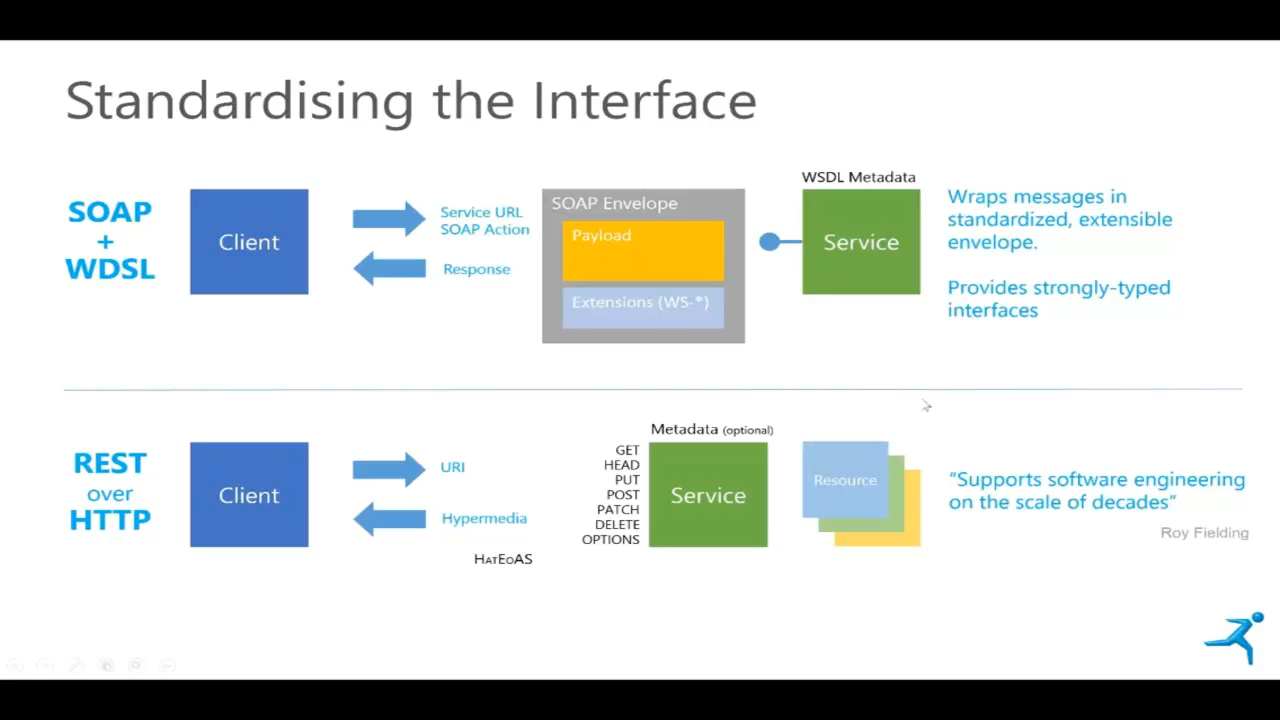 Standardising the Interface
SOAP
+
WDSL
Client
Service URL
SOAP Action
Response
SOAP Envelope
Payload
Extensions (WS-*)
WSDL Metadata
Service
Wraps messages in
standardized, extensible
envelope.
Provides strongly-typed
interfaces
REST
over
HTTP
Client
URI
Hypermedia
HATEOAS
Metadata (optional)
GET
HEAD
PUT
POST
PATCH
DELETE
OPTIONS
Service
Resource
“Supports software engineering
on the scale of decades”
Roy Fielding